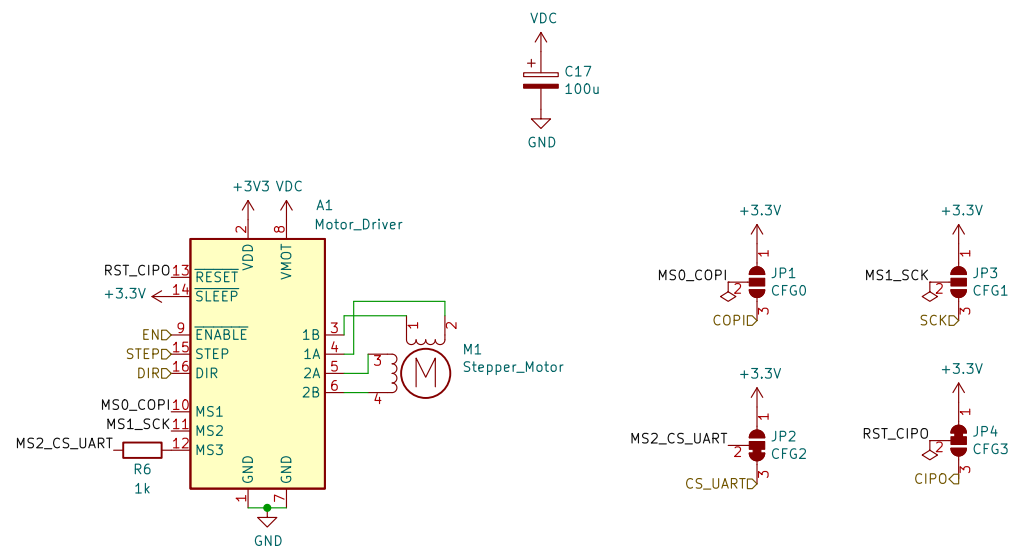 VDC
+
C17
100u
GND
+3V3 VDC
A1
Motor_Driver
2
8
VDD
VMOT
RST_CIPO 13 RESET
+3.3V 14 SLEEP
EN 9 ENABLE
STEP 15 STEP
DIR 16 DIR
MS0_COPI 10 MS1
MS1_SCK 11 MS2
MS2_CS_UART 12 MS3
R6
1k
1B 3
1A 4
2A 5
2B 6
GND
GND
1
7
GND
1
2
3
4
M
M1
Stepper_Motor
+3.3V
1
MS0_COPI
2
JP1
CFG0
3
COPI
+3.3V
1
MS1_SCK
2
JP3
CFG1
3
SCK
+3.3V
1
MS2_CS_UART
2
JP2
CFG2
3
CS_UART
+3.3V
1
RST_CIPO
2
JP4
CFG3
3
CIPO